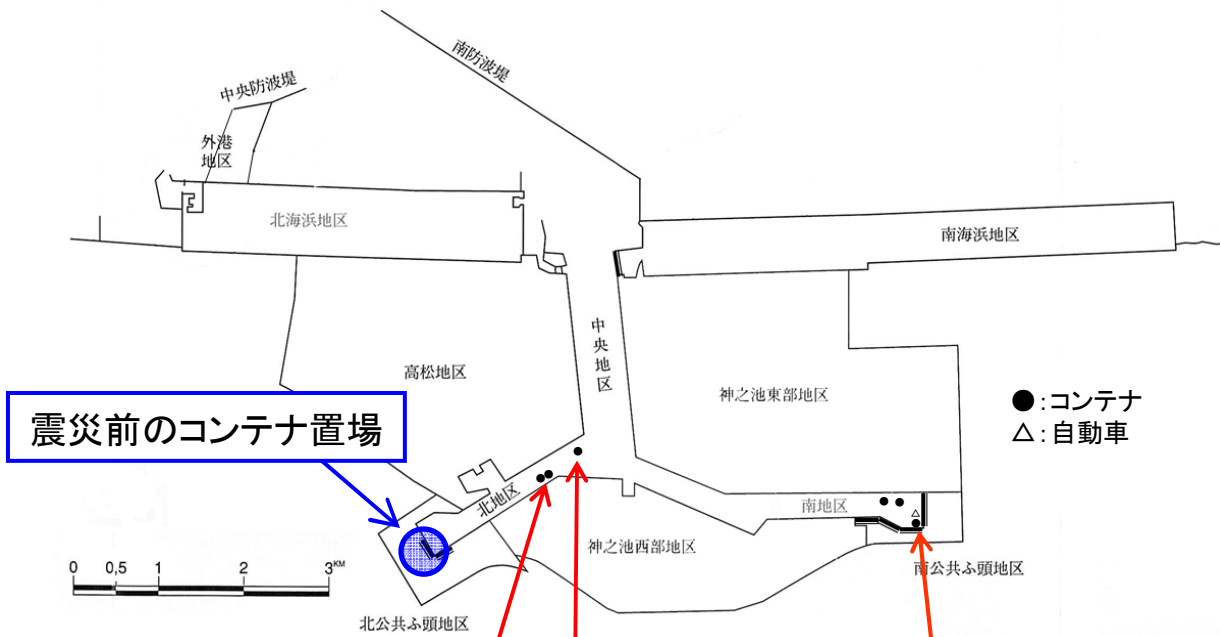 南防波堤
中央防波堤
外港
地区
北海浜地区
南海浜地区
中央地区
高松地区
神之池東部地区
●:コンテナ
△:自動車
震災前のコンテナ置場
北地区
南地区
神之池西部地区
南公共ふ頭地区
北公共ふ頭地区
0 0,5 1 2 3KM